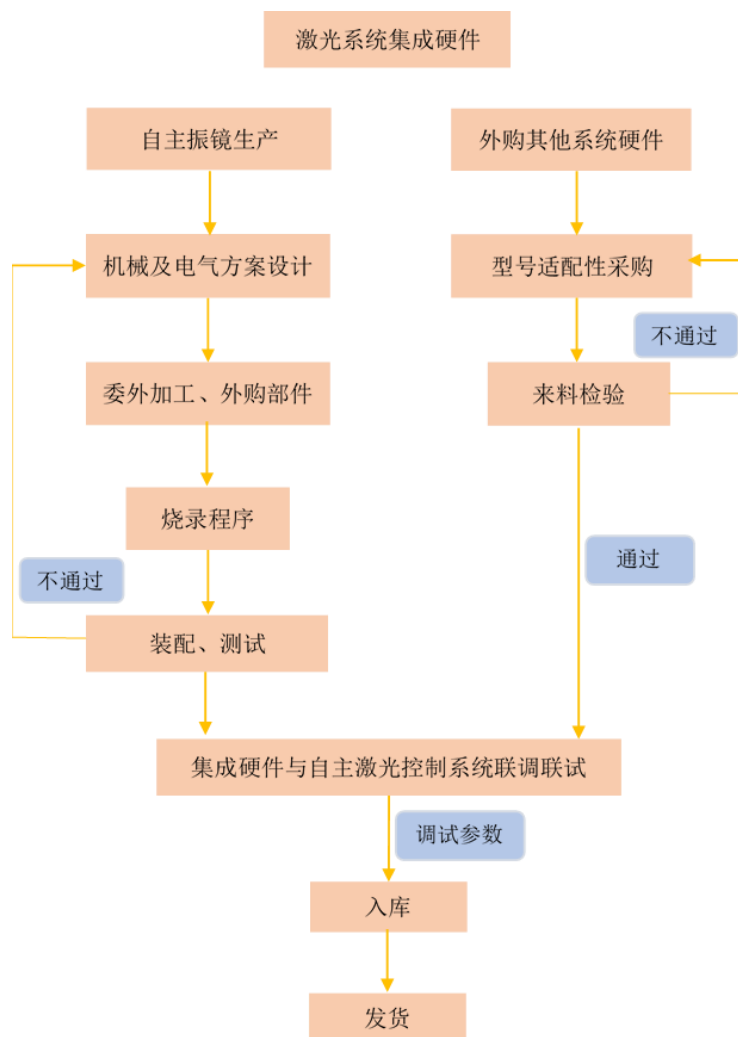 激光系统集成硬件
自主振镜生产
外购其他系统硬件
机械及电气方案设计
型号适配性采购
不通过
委外加工、外购部件
来料检验
烧录程序
通过
不通过
装配、测试
集成硬件与自主激光控制系统联调联试
调试参数
入库
发货